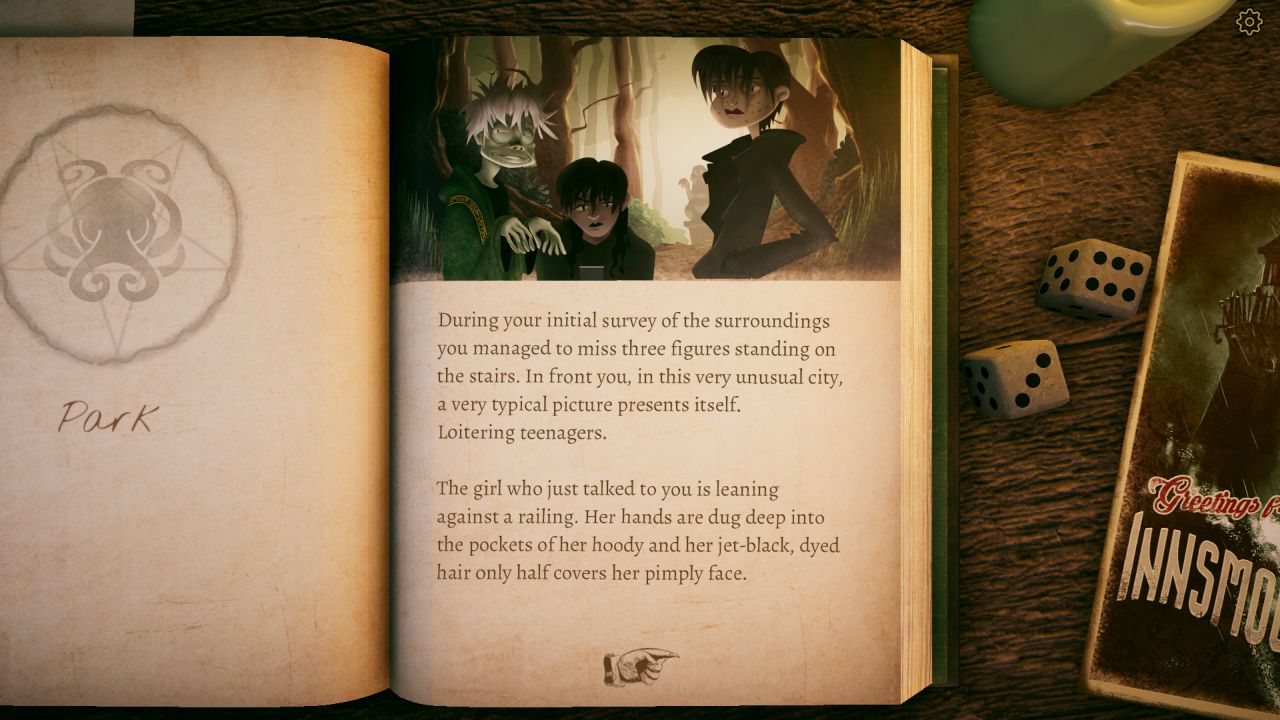 Park
During your initial survey of the surroundings
you managed to miss three figures standing on
the stairs. In front you, in this very unusual city,
a very typical picture presents itself.
Loitering teenagers.
The girl who just talked to you is leaning
against a railing. Her hands are dug deep into
the pockets of her hoody and her jet-black, dyed
hair only half covers her pimply face.
Greetings